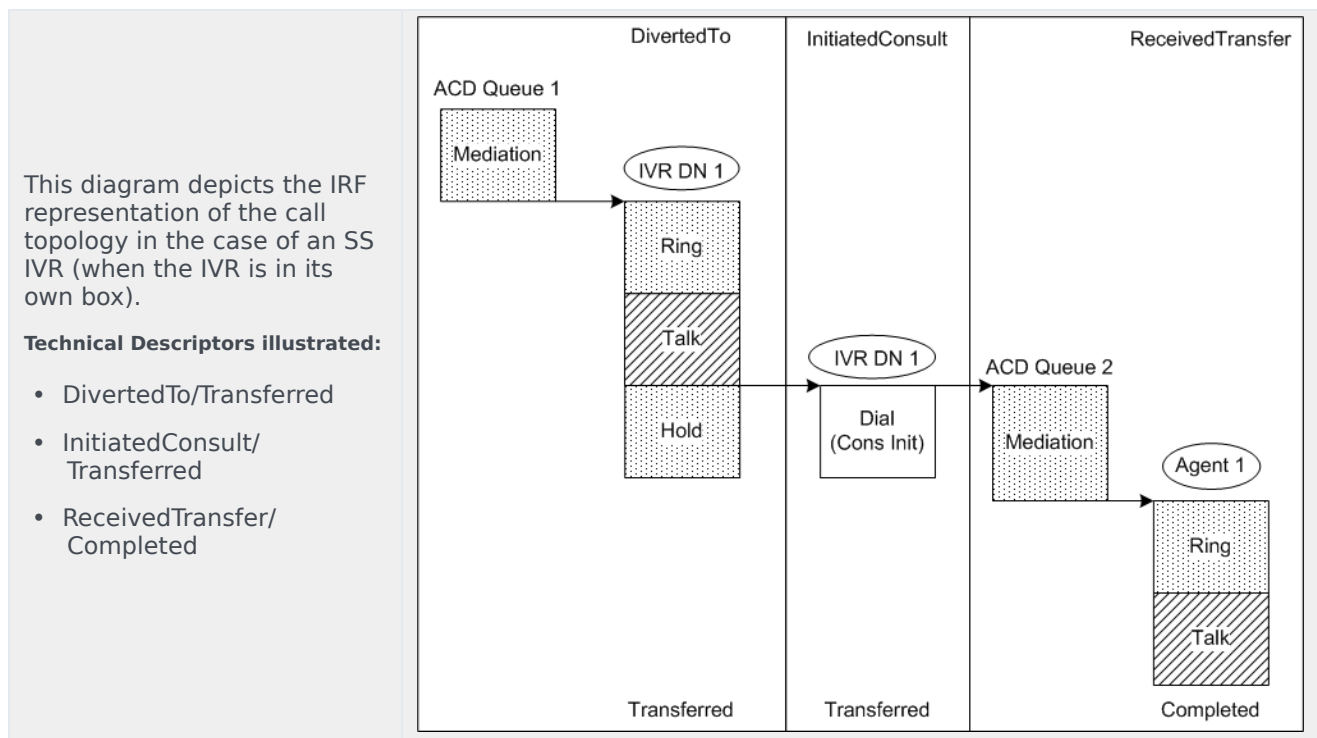 This diagram depicts the IRF
representation of the call
topology in the case of an SS
IVR (when the IVR is in its
own box).
Technical Descriptors illustrated:
• DivertedTo/Transferred
• InitiatedConsult/
Transferred
• ReceivedTransfer/
Completed
DivertedTo
InitiatedConsult
ReceivedTransfer
ACD Queue 1
Mediation
IVR DN 1
Ring
Talk
Hold
IVR DN 1
Dial
(Cons Init)
ACD Queue 2
Mediation
Agent 1
Ring
Talk
Transferred
Transferred
Completed